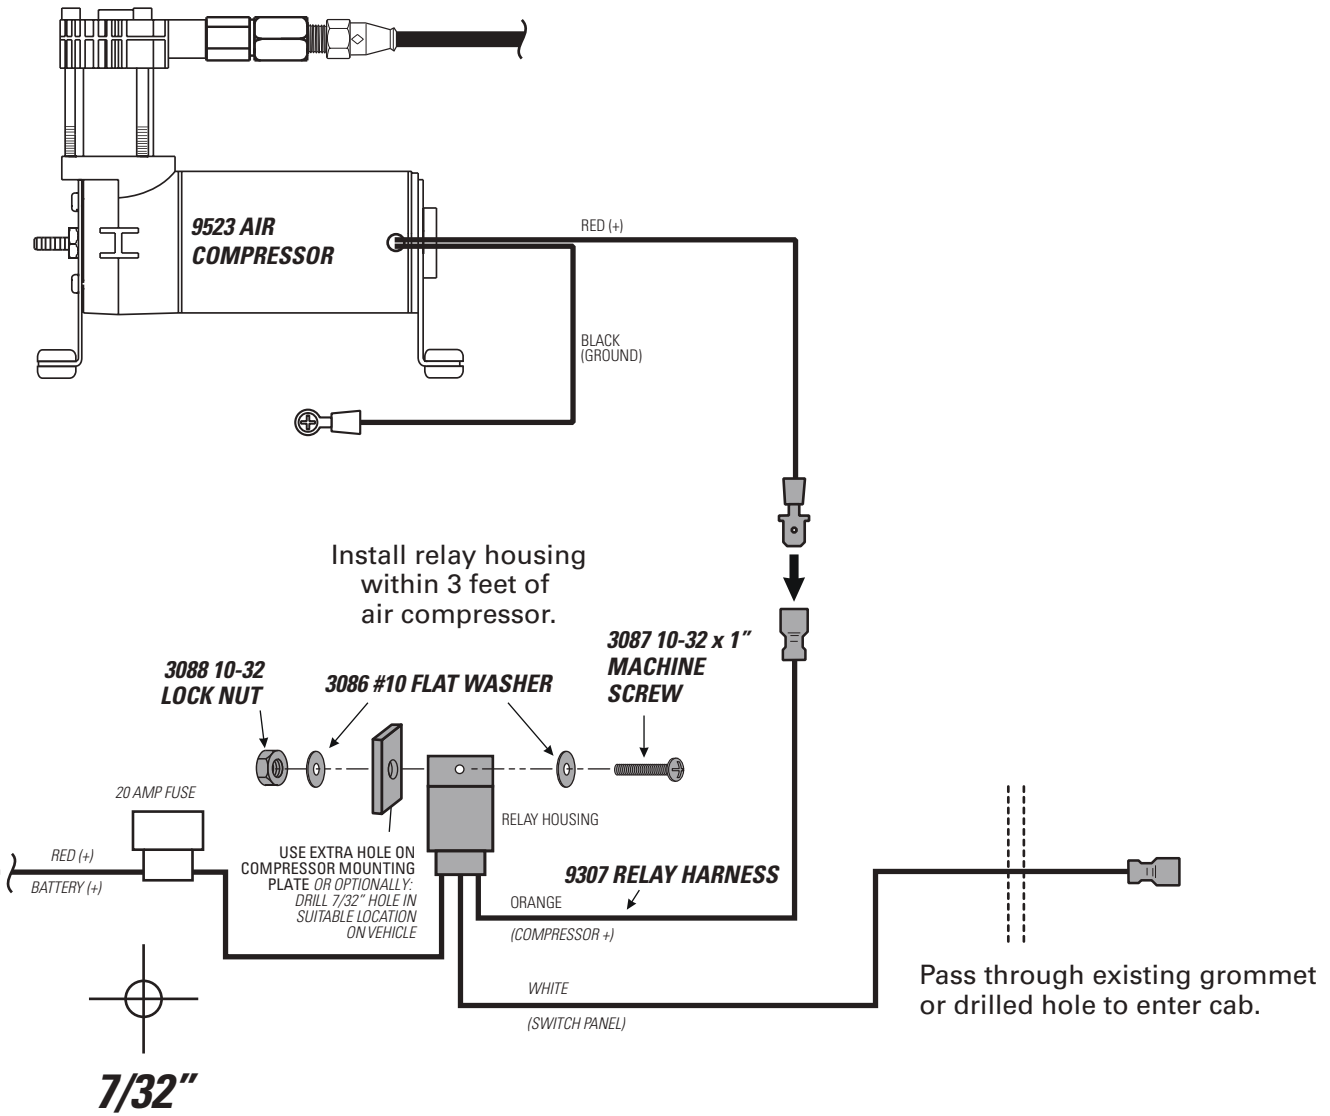 9523 AIR
COMPRESSOR
RED (+)
BLACK
(GROUND)
Install relay housing
within 3 feet of
air compressor.
3087 10-32 x 1”
MACHINE
SCREW
3088 10-32
LOCK NUT
3086 #10 FLAT WASHER
20 AMP FUSE
RELAY HOUSING
RED (+)
BATTERY (+)
USE EXTRA HOLE ON
COMPRESSOR MOUNTING
PLATE OR OPTIONALLY:
DRILL 7/32” HOLE IN
SUITABLE LOCATION
ON VEHICLE
9307 RELAY HARNESS
ORANGE
(COMPRESSOR +)
WHITE
(SWITCH PANEL)
Pass through existing grommet
or drilled hole to enter cab.
7/32”